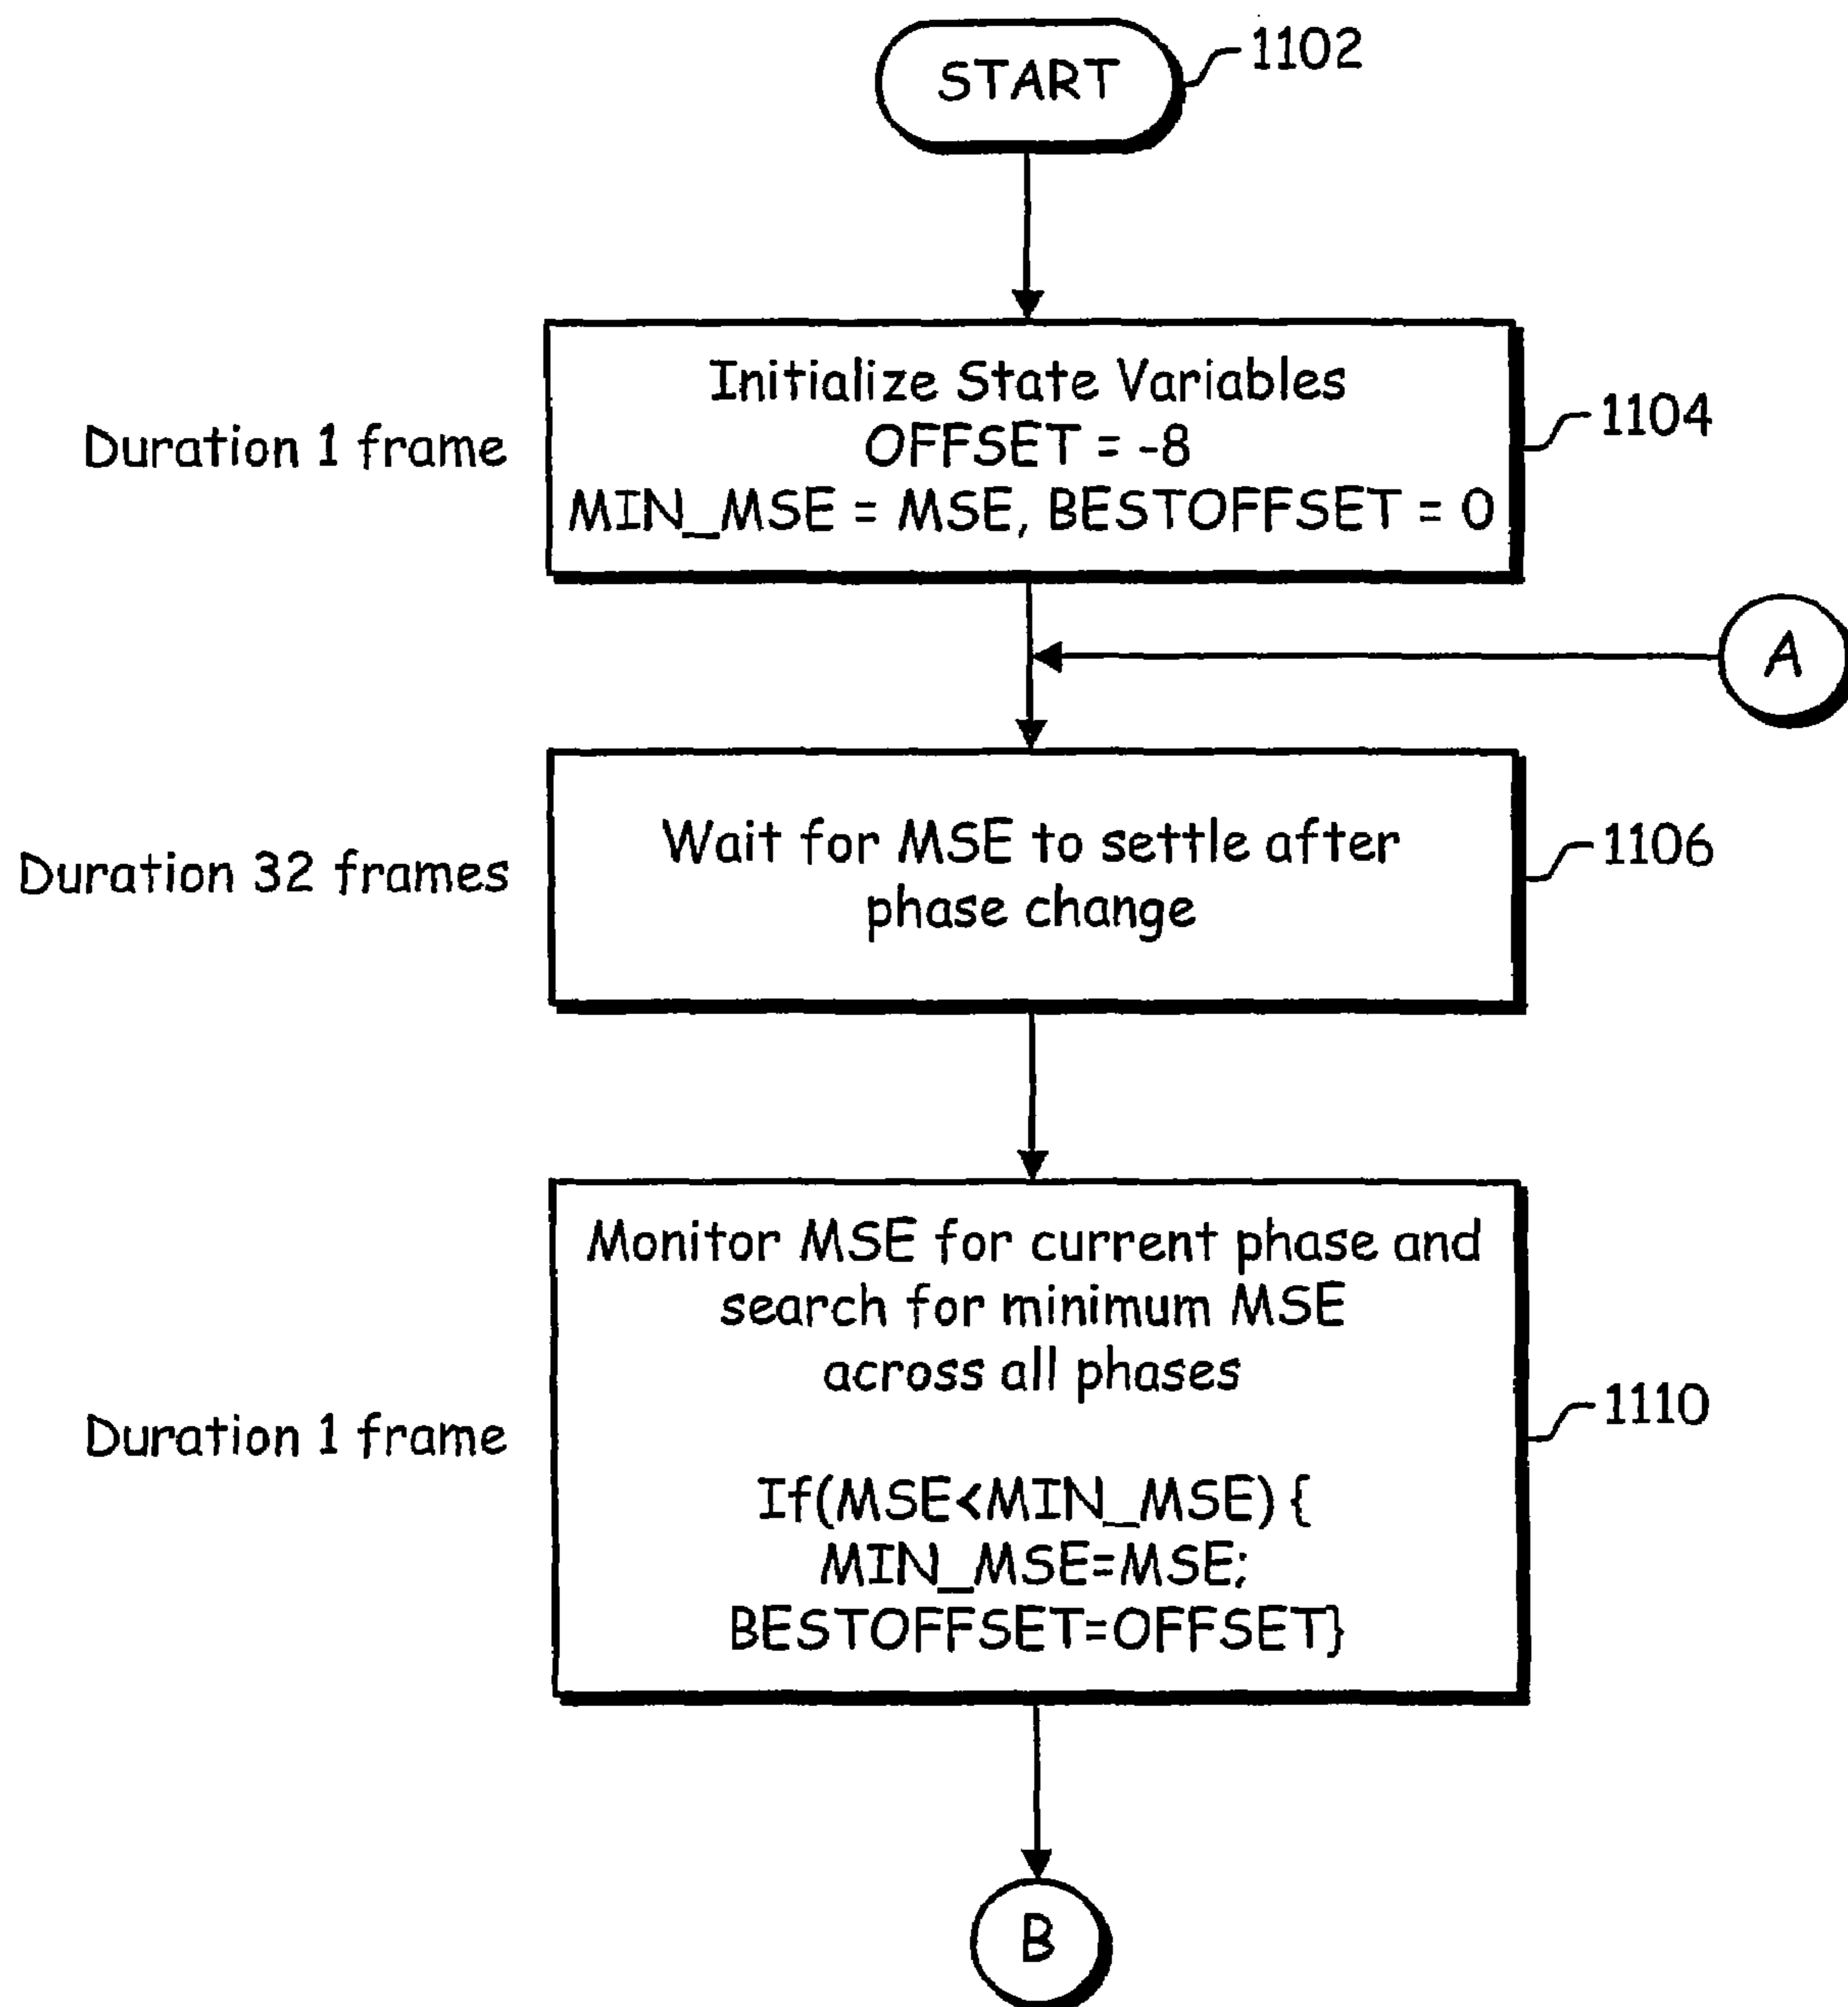 START
1102
Duration 1 frame
Initialize State Variables
OFFSET = -8
MIN_MSE = MSE, BESTOFFSET = 0
1104
A
Duration 32 frames
Wait for MSE to settle after
phase change
1106
Duration 1 frame
Monitor MSE for current phase and
search for minimum MSE
across all phases
If(MSE<MIN_MSE) {
MIN_MSE=MSE;
BESTOFFSET=OFFSET}
1110
B